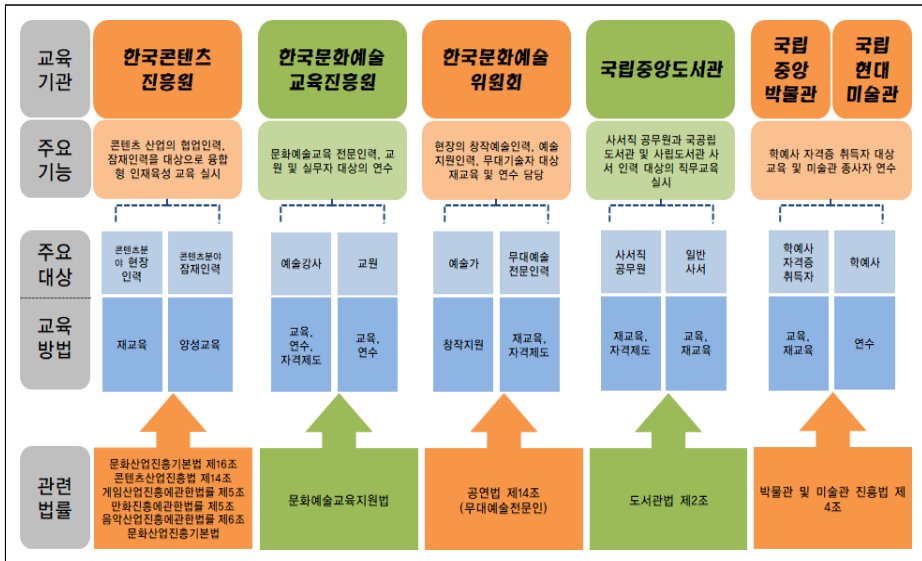 교육
기관
한국콘텐츠
진흥원
한국문화예술
교육진흥원
한국문화예술
위원회
국립중앙도서관
국립
중앙
박물관
국립
현대
미술관
주요
기능
콘텐츠 산업의 협업인력,
잠재인력을 대상으로 융합
형 인재육성 교육 실시
문화예술교육 전문인력, 교
원 및 실무자 대상의 연수
현장의 창작예술인력, 예술
지원인력, 무대기술자 대상
재교육 및 연수 담당
사서직 공무원과 국공립
도서관 및 사립도서관 사
서 인력 대상의 직무교육
실시
학예사 자격증 취득자 대상
교육 및 미술관 종사자 연수
주요
대상
콘텐츠분
야 현장
인력
콘텐츠분야
잠재인력
예술강사
교원
예술가
무대예술
전문인력
사서직
공무원
일반
사서
학예사
자격증
취득자
학예사
교육
방법
재교육
양성교육
교육,
연수,
자격제도
교육,
연수
창작지원
재교육,
자격제도
재교육,
자격제도
교육,
재교육
교육,
재교육
연수
관련
법률
문화산업진흥기본법 제16조
콘텐츠산업진흥법 제14조
게임산업진흥에관한법률 제5조
만화진흥에관한법률 제5조
음악산업진흥에관한법률 제6조
문화산업진흥기본법
문화예술교육지원법
공연법 제14조
(무대예술전문인)
도서관법 제2조
박물관 및 미술관 진흥법 제
4조